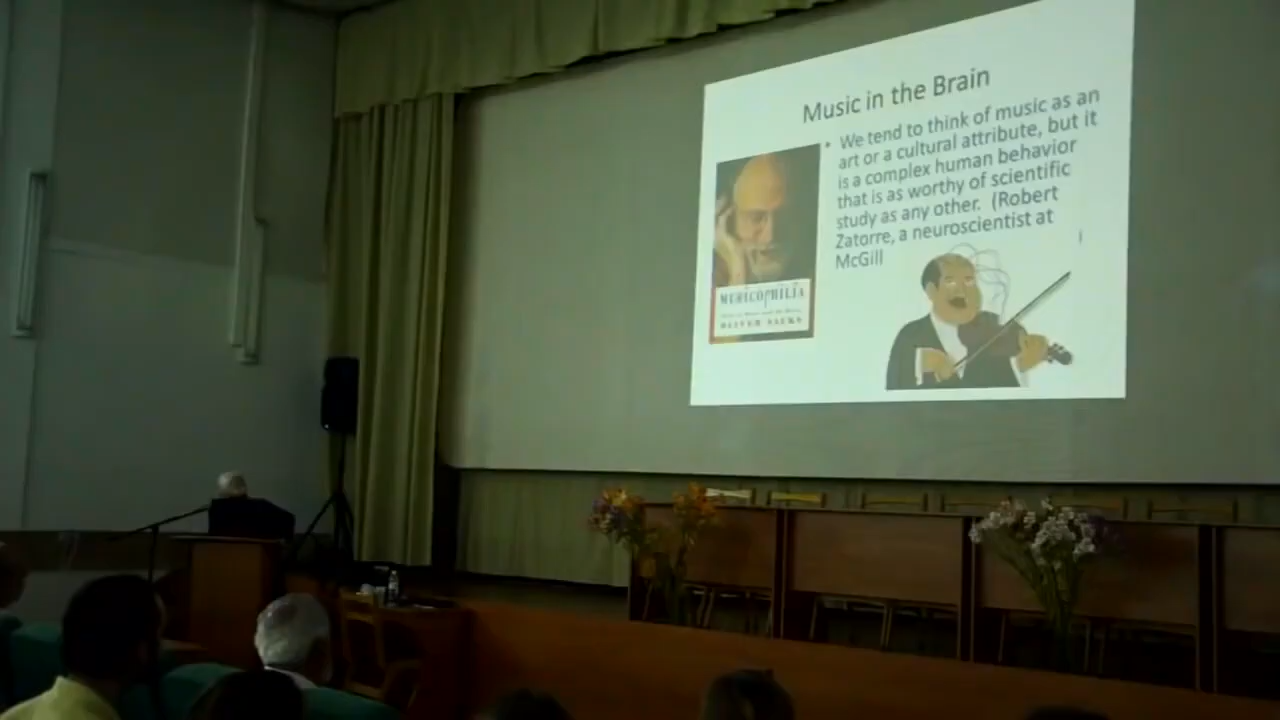 Music in the Brain
• We tend to think of music as an
art or a cultural attribute, but it
is a complex human behavior
that is as worthy of scientific
study as any other. (Robert
Zatorre, a neuroscientist at
McGill
MUSICOPHILIA
OLIVER SACKS